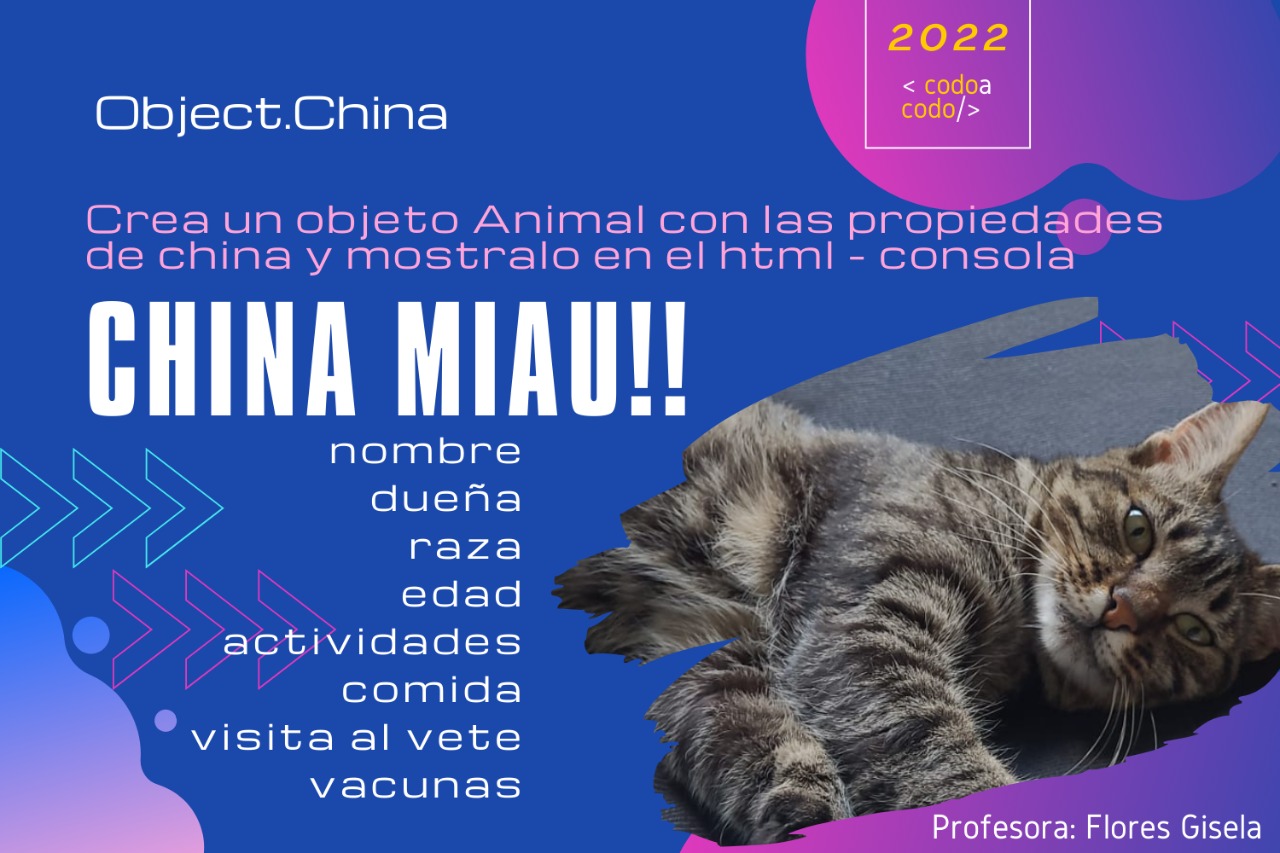 2022
< codoa
codo/>
Object.China
Crea un objeto Animal con las propiedades
de china y mostralo en el html - consola
CHINA MIAU!!
nombre
dueña
raza
edad
actividades
comida
visita al vete
vacunas
Profesora: Flores Gisela